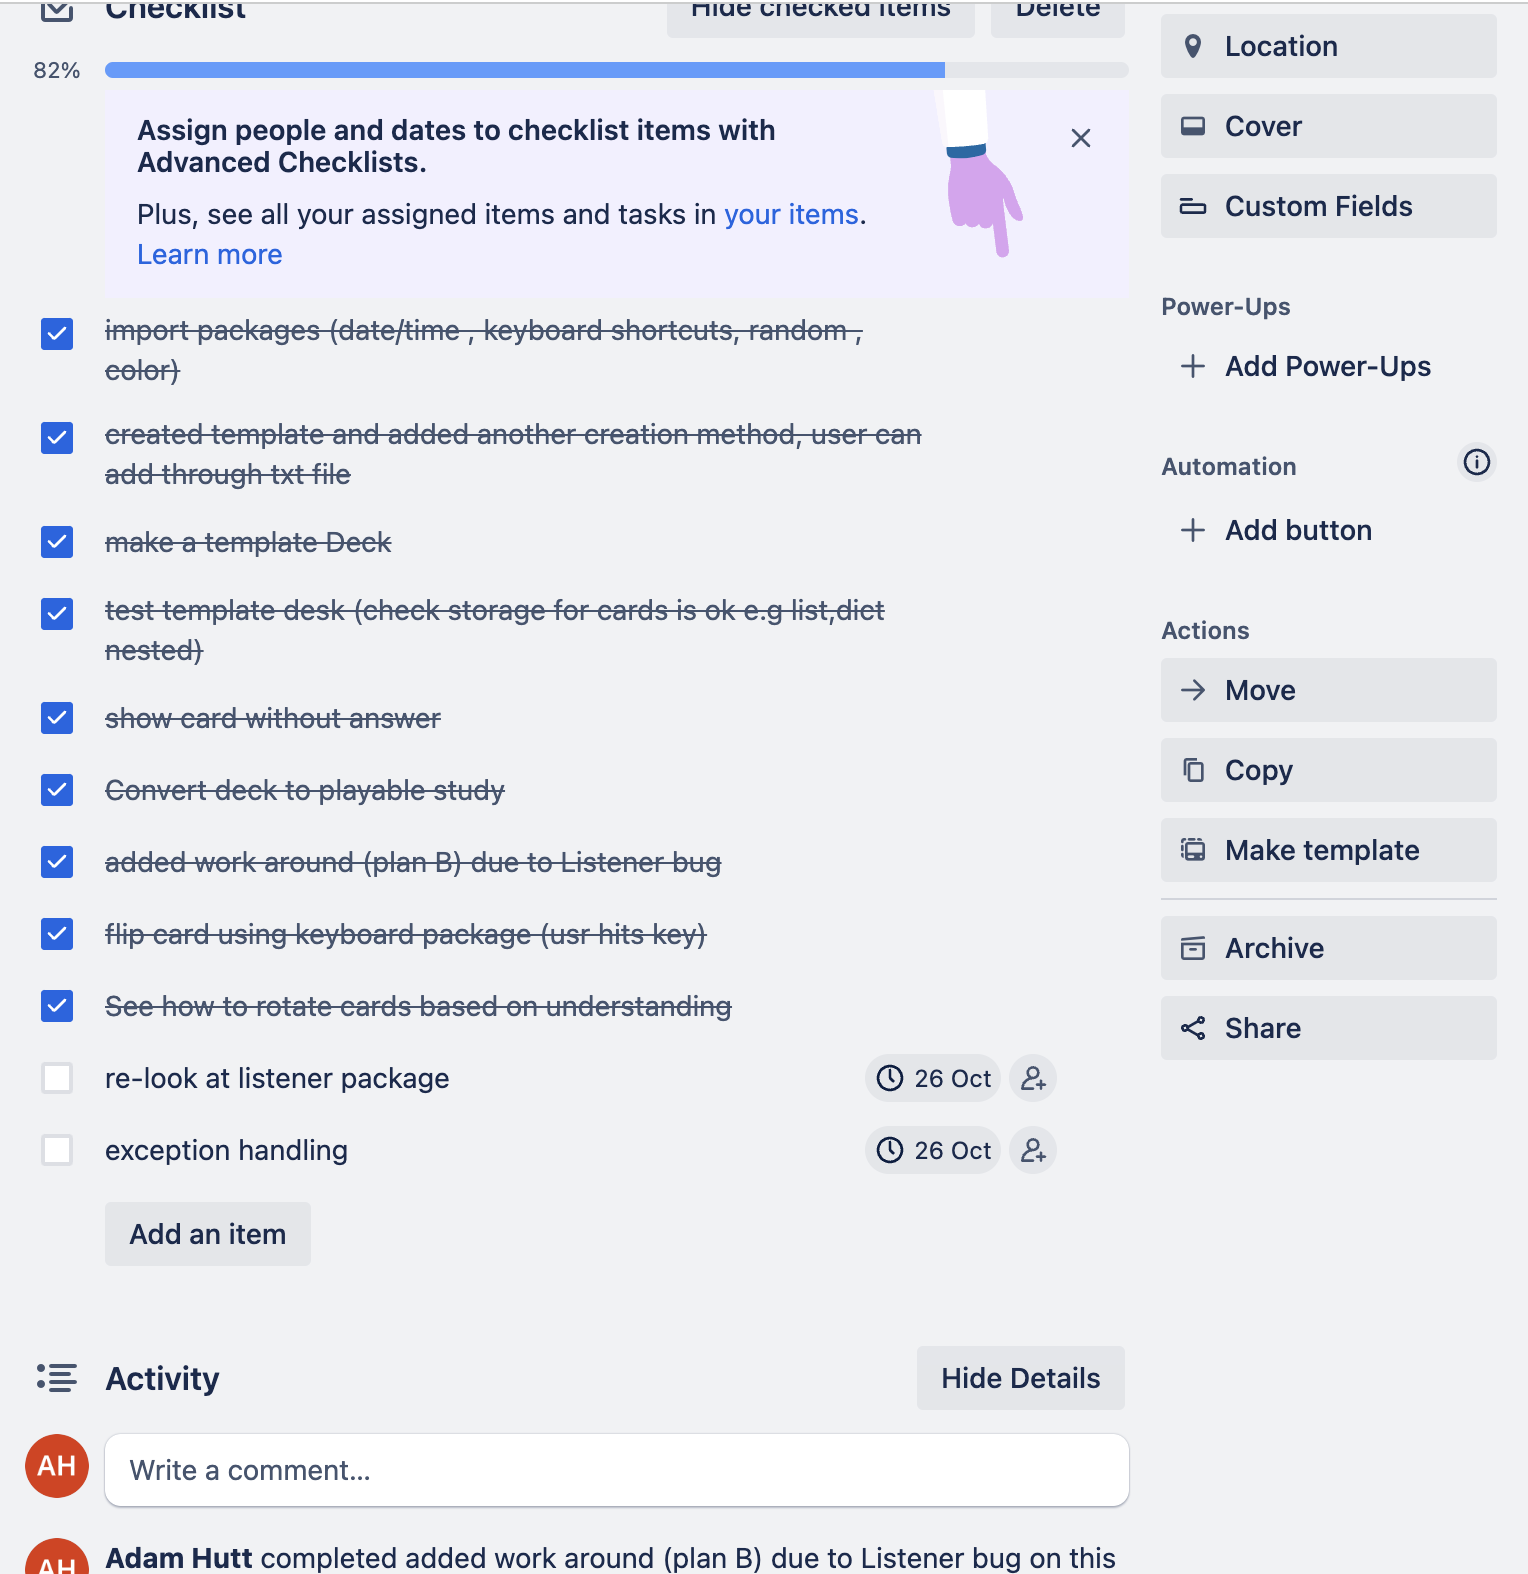 Checklist
Hide checked items
Delete
82%
Assign people and dates to checklist items with
Advanced Checklists.
Plus, see all your assigned items and tasks in your items.
Learn more
import packages (date/time , keyboard shortcuts, random ,
color)
created template and added another creation method, user can
add through txt file
make a template Deck
test template desk (check storage for cards is ok e.g list,dict
nested)
show card without answer
Convert deck to playable study
added work around (plan B) due to Listener bug
flip card using keyboard package (usr hits key)
See how to rotate cards based on understanding
re-look at listener package
26 Oct
exception handling
26 Oct
Add an item
Activity
Hide Details
AH
Write a comment...
AH
Adam Hutt completed added work around (plan B) due to Listener bug on this
Location
Cover
Custom Fields
Power-Ups
Add Power-Ups
Automation
Add button
Actions
Move
Copy
Make template
Archive
Share